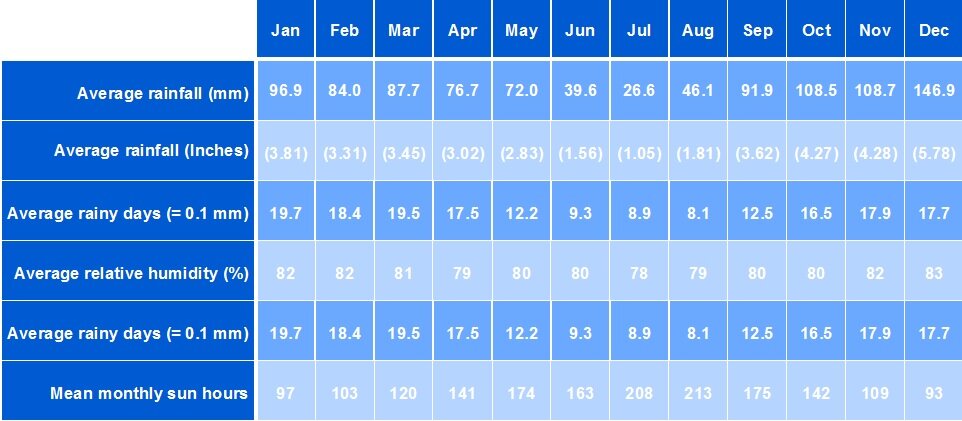 Jan Feb Mar Apr May Jun Jul Aug Sep Oct Nov Dec
Average rainfall (mm) 96.9 84.0 87.7 76.7 72.0 39.6 26.6 46.1 91.9 108.5 108.7 146.9
Average rainfall (Inches) (3.81) (3.31) (3.45) (3.02) (2.83) (1.56) (1.05) (1.81) (3.62) (4.27) (4.28) (5.78)
Average rainy days (= 0.1 mm) 19.7 18.4 19.5 17.5 12.2 9.3 8.9 8.1 12.5 16.5 17.9 17.7
Average relative humidity (%) 82 82 81 79 80 80 78 79 80 80 82 83
Average rainy days (= 0.1 mm) 19.7 18.4 19.5 17.5 12.2 9.3 8.9 8.1 12.5 16.5 17.9 17.7
Mean monthly sun hours 97 103 120 141 174 163 208 213 175 142 109 93